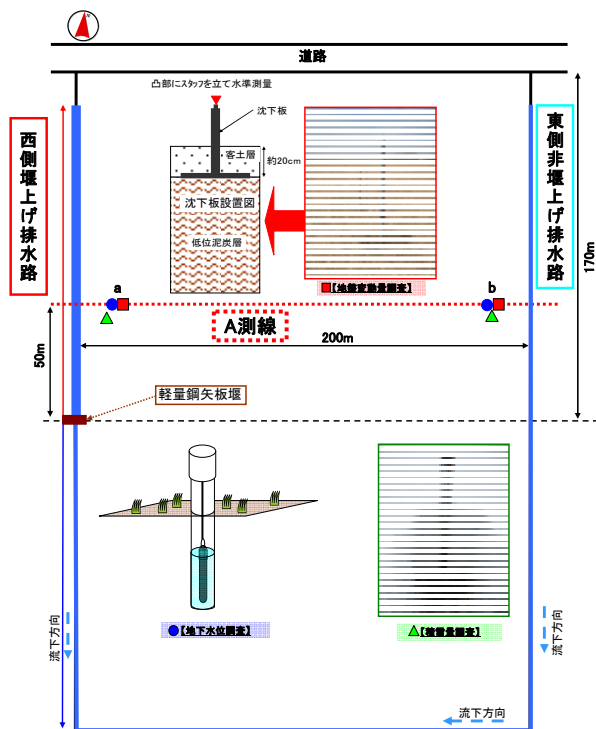 N
道路
凸部にスタッフを立て水準測量
沈下板
客土層
約20cm
沈下板設置図
低位泥炭層
西側堰上げ排水路
東側非堰上げ排水路
170m
【地盤変動量調査】
a
b
A測線
200m
50m
軽量鋼矢板堰
【地下水位調査】
【積雪量調査】
流下方向
流下方向
流下方向